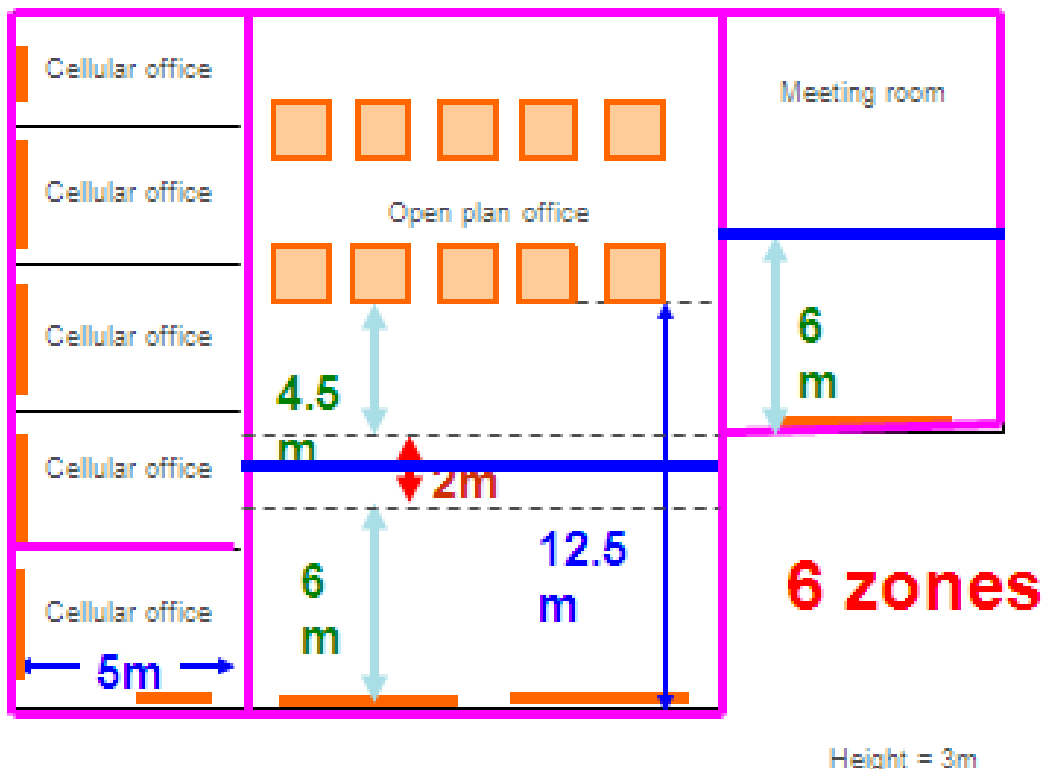 Cellular office
Meeting room
Cellular office
Open plan office
Cellular office
6
m
4.5
m
Cellular office
2m
12.5
m
6
m
6 zones
Cellular office
5m
Height = 3m